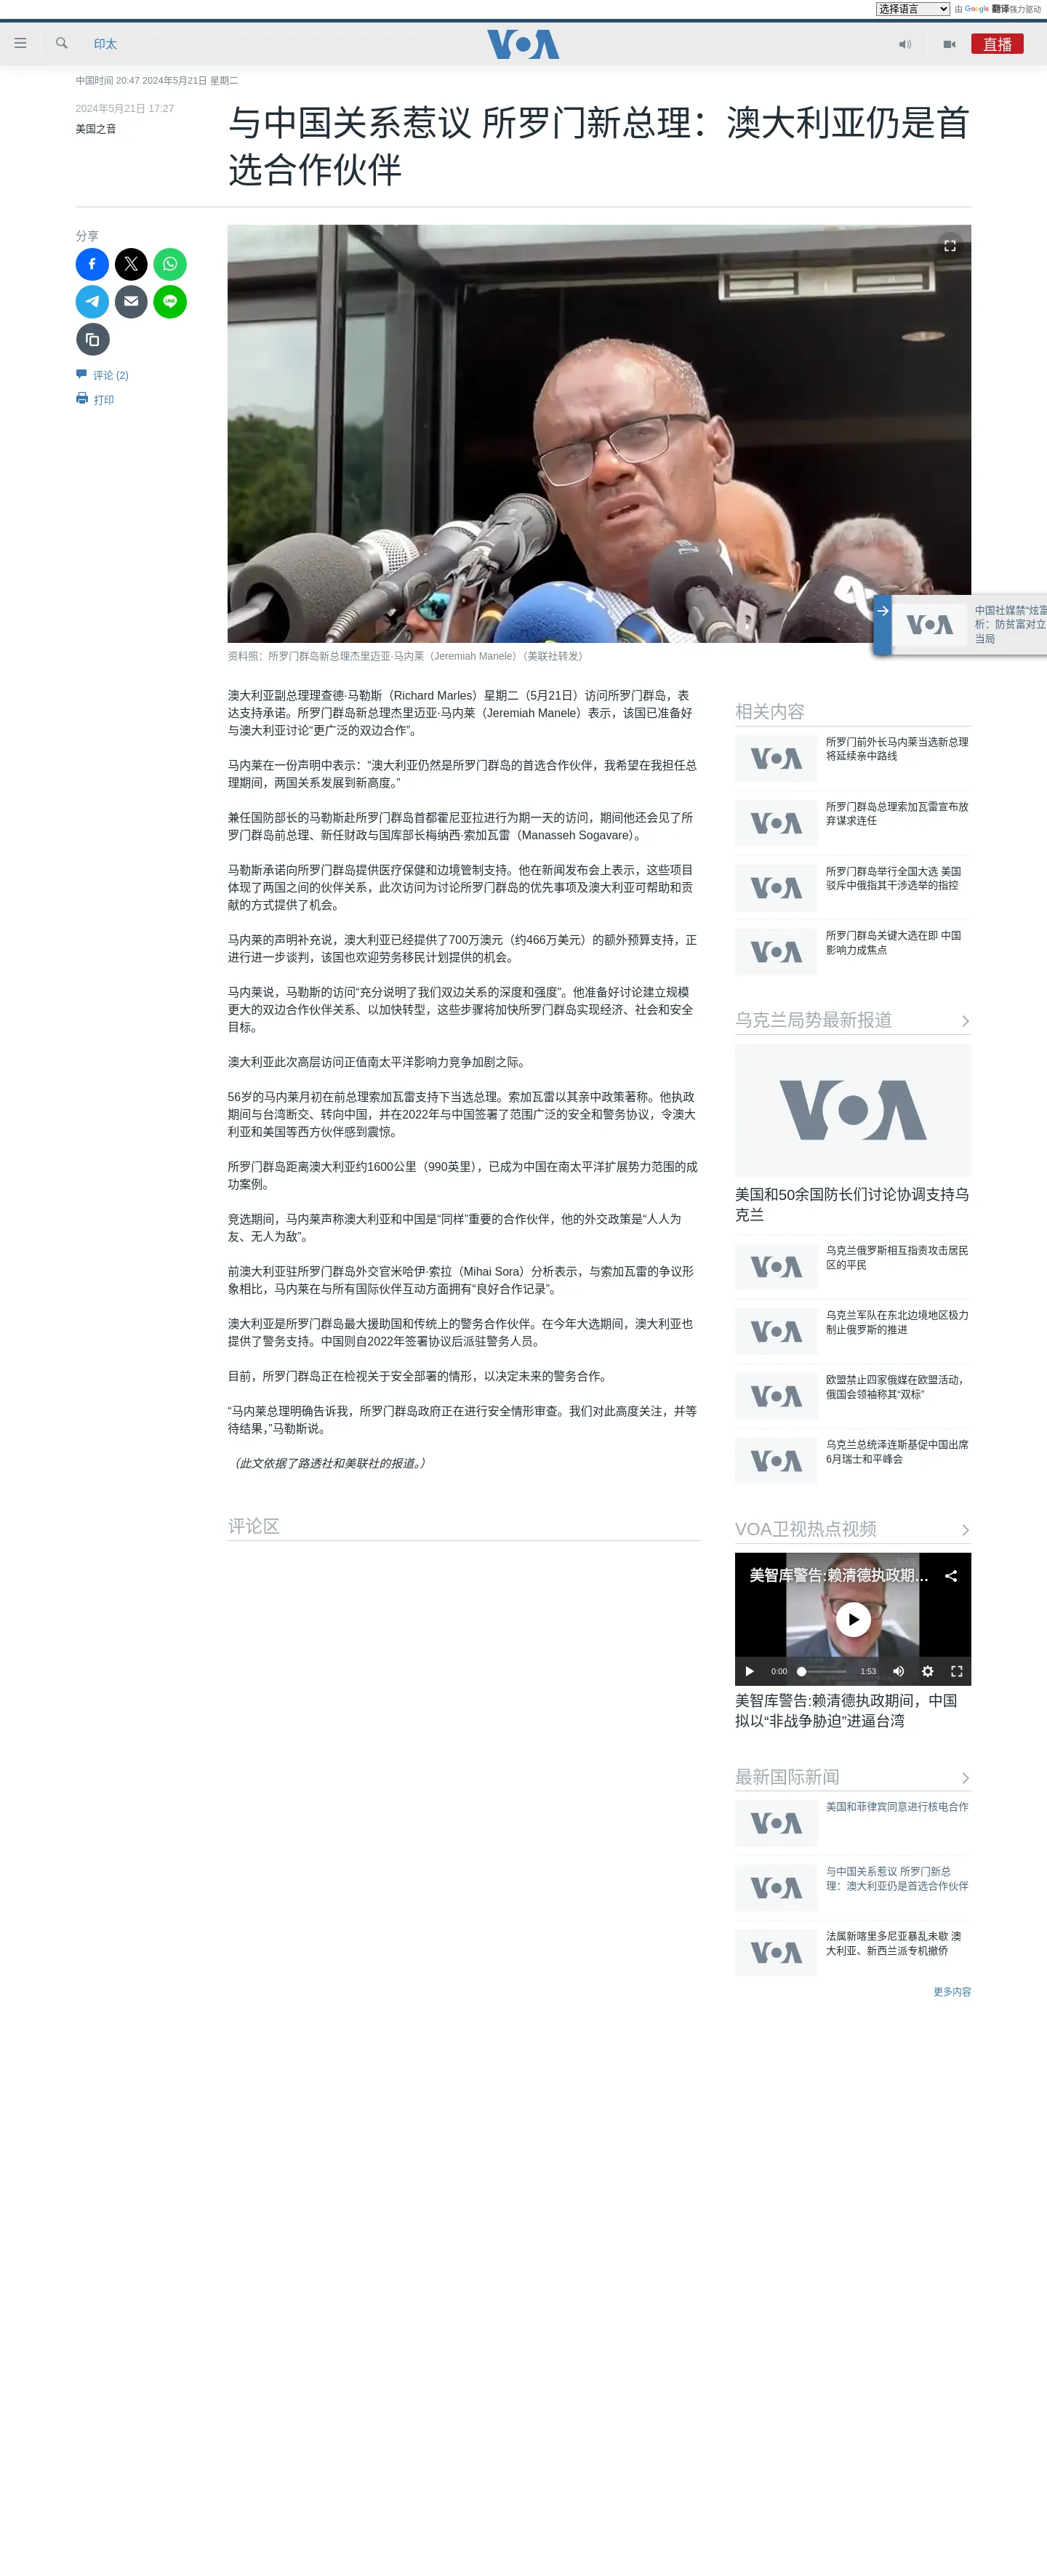 选择语言
由 Google 翻译强力驱动
印太
VOA
直播
中国时间 20:47 2024年5月21日 星期二
2024年5月21日 17:27
美国之音
与中国关系惹议 所罗门新总理：澳大利亚仍是首
选合作伙伴
分享
评论 (2)
打印
资料照：所罗门群岛新总理杰里迈亚·马内莱（Jeremiah Manele）（美联社转发）
VOA
中国社媒禁“炫富
析：防贫富对立
当局
澳大利亚副总理理查德·马勒斯（Richard Marles）星期二（5月21日）访问所罗门群岛，表
达支持承诺。所罗门群岛新总理杰里迈亚·马内莱（Jeremiah Manele）表示，该国已准备好
与澳大利亚讨论“更广泛的双边合作”。
马内莱在一份声明中表示：“澳大利亚仍然是所罗门群岛的首选合作伙伴，我希望在我担任总
理期间，两国关系发展到新高度。”
兼任国防部长的马勒斯赴所罗门群岛首都霍尼亚拉进行为期一天的访问，期间他还会见了所
罗门群岛前总理、新任财政与国库部长梅纳西·索加瓦雷（Manasseh Sogavare）。
马勒斯承诺向所罗门群岛提供医疗保健和边境管制支持。他在新闻发布会上表示，这些项目
体现了两国之间的伙伴关系，此次访问为讨论所罗门群岛的优先事项及澳大利亚可帮助和贡
献的方式提供了机会。
马内莱的声明补充说，澳大利亚已经提供了700万澳元（约466万美元）的额外预算支持，正
进行进一步谈判，该国也欢迎劳务移民计划提供的机会。
马内莱说，马勒斯的访问“充分说明了我们双边关系的深度和强度”。他准备好讨论建立规模
更大的双边合作伙伴关系、以加快转型，这些步骤将加快所罗门群岛实现经济、社会和安全
目标。
澳大利亚此次高层访问正值南太平洋影响力竞争加剧之际。
56岁的马内莱月初在前总理索加瓦雷支持下当选总理。索加瓦雷以其亲中政策著称。他执政
期间与台湾断交、转向中国，并在2022年与中国签署了范围广泛的安全和警务协议，令澳大
利亚和美国等西方伙伴感到震惊。
所罗门群岛距离澳大利亚约1600公里（990英里），已成为中国在南太平洋扩展势力范围的成
功案例。
竞选期间，马内莱声称澳大利亚和中国是“同样”重要的合作伙伴，他的外交政策是“人人为
友、无人为敌”。
前澳大利亚驻所罗门群岛外交官米哈伊·索拉（Mihai Sora）分析表示，与索加瓦雷的争议形
象相比，马内莱在与所有国际伙伴互动方面拥有“良好合作记录”。
澳大利亚是所罗门群岛最大援助国和传统上的警务合作伙伴。在今年大选期间，澳大利亚也
提供了警务支持。中国则自2022年签署协议后派驻警务人员。
目前，所罗门群岛正在检视关于安全部署的情形，以决定未来的警务合作。
“马内莱总理明确告诉我，所罗门群岛政府正在进行安全情形审查。我们对此高度关注，并等
待结果，”马勒斯说。
（此文依据了路透社和美联社的报道。）
评论区
相关内容
VOA
所罗门前外长马内莱当选新总理
将延续亲中路线
VOA
所罗门群岛总理索加瓦雷宣布放
弃谋求连任
VOA
所罗门群岛举行全国大选 美国
驳斥中俄指其干涉选举的指控
VOA
所罗门群岛关键大选在即 中国
影响力成焦点
乌克兰局势最新报道
VOA
美国和50余国防长们讨论协调支持乌
克兰
VOA
乌克兰俄罗斯相互指责攻击居民
区的平民
VOA
乌克兰军队在东北边境地区极力
制止俄罗斯的推进
VOA
欧盟禁止四家俄媒在欧盟活动，
俄国会领袖称其“双标”
VOA
乌克兰总统泽连斯基促中国出席
6月瑞士和平峰会
VOA卫视热点视频
美智库警告:赖清德执政期…
0:00
1:53
美智库警告:赖清德执政期间，中国
拟以“非战争胁迫”进逼台湾
最新国际新闻
VOA
美国和菲律宾同意进行核电合作
VOA
与中国关系惹议 所罗门新总
理：澳大利亚仍是首选合作伙伴
VOA
法属新喀里多尼亚暴乱未歇 澳
大利亚、新西兰派专机撤侨
更多内容